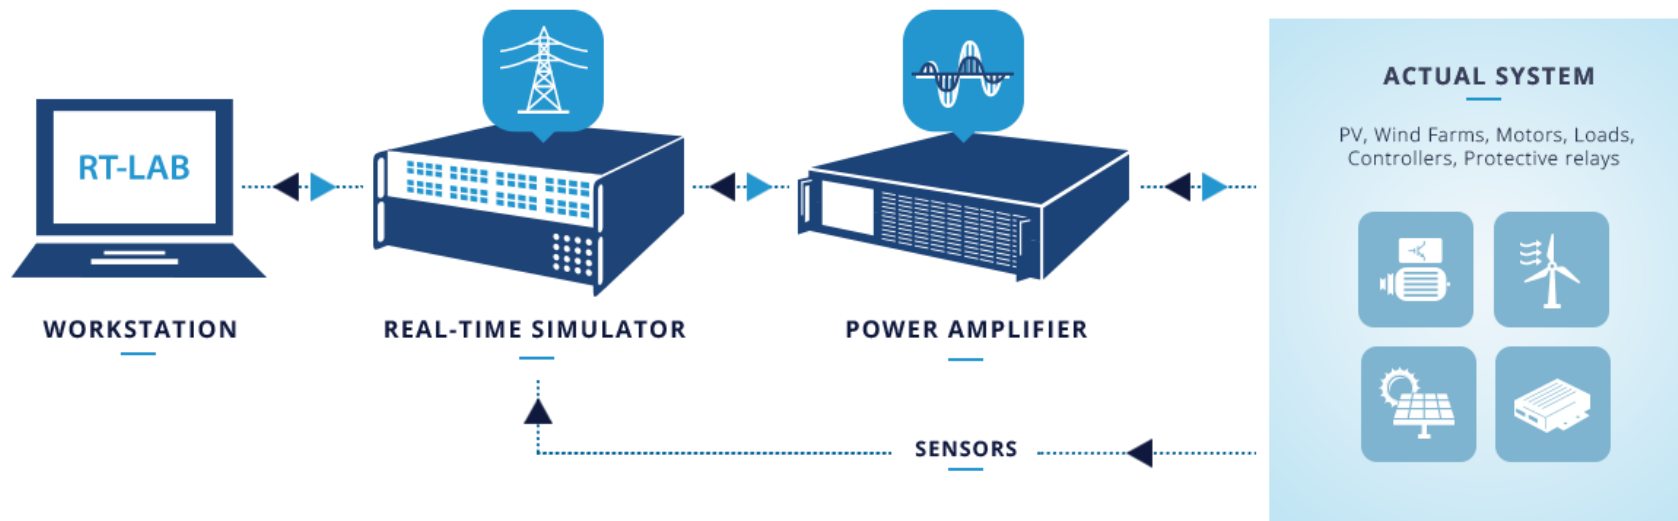 RT-LAB
WORKSTATION
REAL-TIME SIMULATOR
POWER AMPLIFIER
SENSORS
ACTUAL SYSTEM
PV, Wind Farms, Motors, Loads,
Controllers, Protective relays